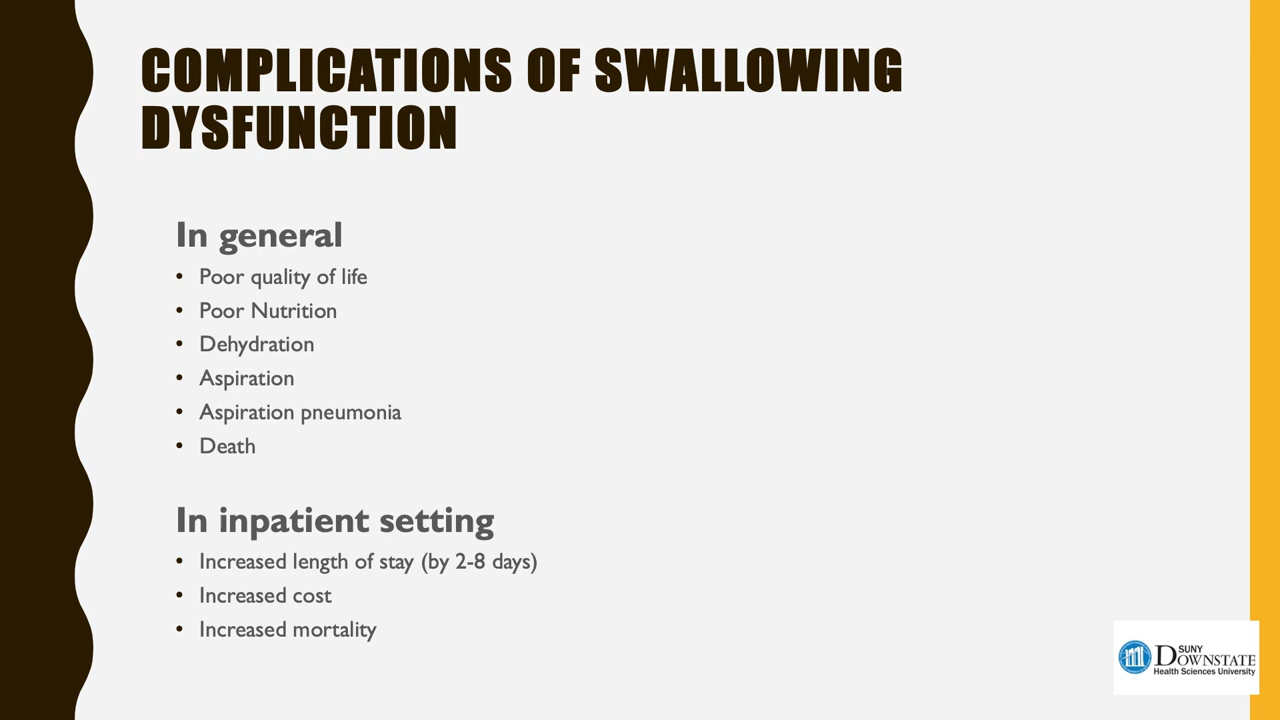 COMPLICATIONS OF SWALLOWING
DYSFUNCTION
In general
• Poor quality of life
• Poor Nutrition
• Dehydration
• Aspiration
• Aspiration pneumonia
• Death
In inpatient setting
• Increased length of stay (by 2-8 days)
• Increased cost
• Increased mortality
SUNY
DOWNSTATE
Health Sciences University